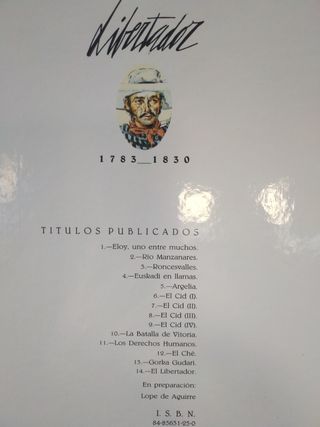 Libertador
1783__1830
TITULOS PUBLICADOS
1.—Eloy, uno entre muchos.
2.—Río Manzanares.
3.—Roncesvalles.
4.—Euskadi en llamas.
5.—Argelia.
6.—El Cid (I).
7.—El Cid (II).
8.—El Cid (III).
9.—El Cid (IV).
10.—La Batalla de Vitoria.
11.—Los Derechos Humanos.
12.—El Ché.
13.—Gorka Gudari.
14.—El Libertador.
En preparación:
Lope de Aguirre
I. S. B. N.
84-85631-25-0